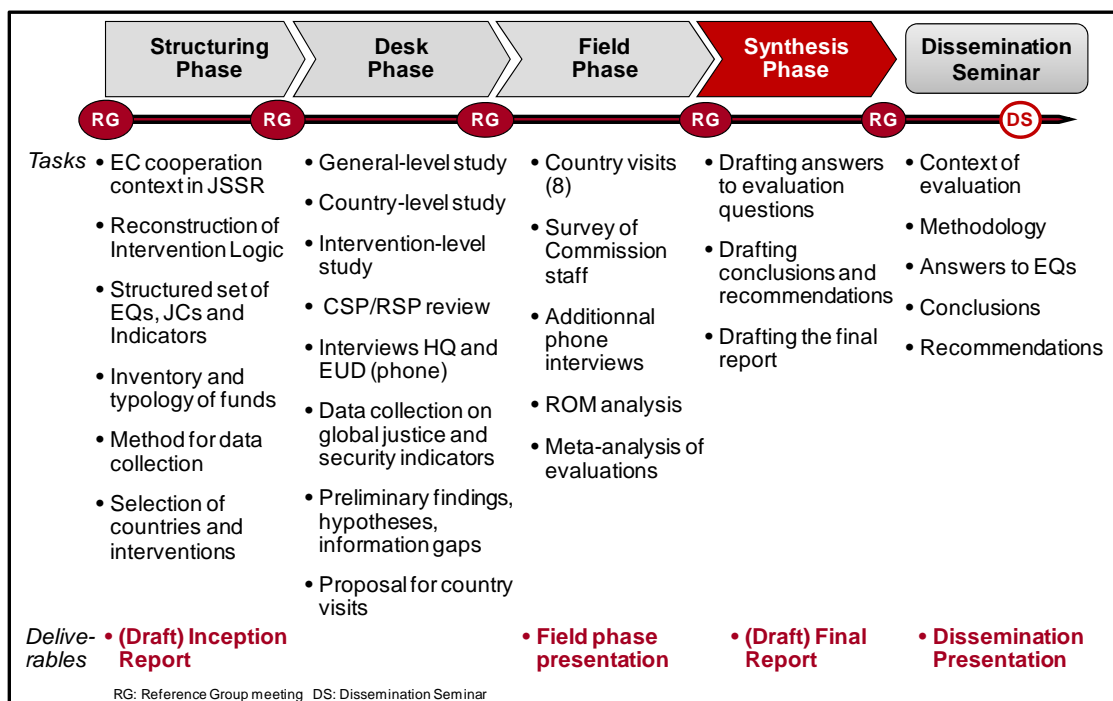 Structuring
Phase
Desk
Phase
Field
Phase
Synthesis
Phase
Dissemination
Seminar
RG
RG
RG
RG
RG
DS
Tasks
• EC cooperation
context in JSSR
• Reconstruction of
Intervention Logic
• Structured set of
EQs, JCs and
Indicators
• Inventory and
typology of funds
• Method for data
collection
• Selection of
countries and
interventions
• General-level study
• Country-level study
• Intervention-level
study
• CSP/RSP review
• Interviews HQ and
EUD (phone)
• Data collection on
global justice and
security indicators
• Preliminary findings,
hypotheses,
information gaps
• Proposal for country
visits
• Country visits
(8)
• Survey of
Commission
staff
• Additionnal
phone
interviews
• ROM analysis
• Meta-analysis of
evaluations
• Drafting answers
to evaluation
questions
• Drafting
conclusions and
recommendations
• Drafting the final
report
• Context of
evaluation
• Methodology
• Answers to EQs
• Conclusions
• Recommendations
Delive-
rables
• (Draft) Inception
Report
• Field phase
presentation
• (Draft) Final
Report
• Dissemination
Presentation
RG: Reference Group meeting DS: Dissemination Seminar